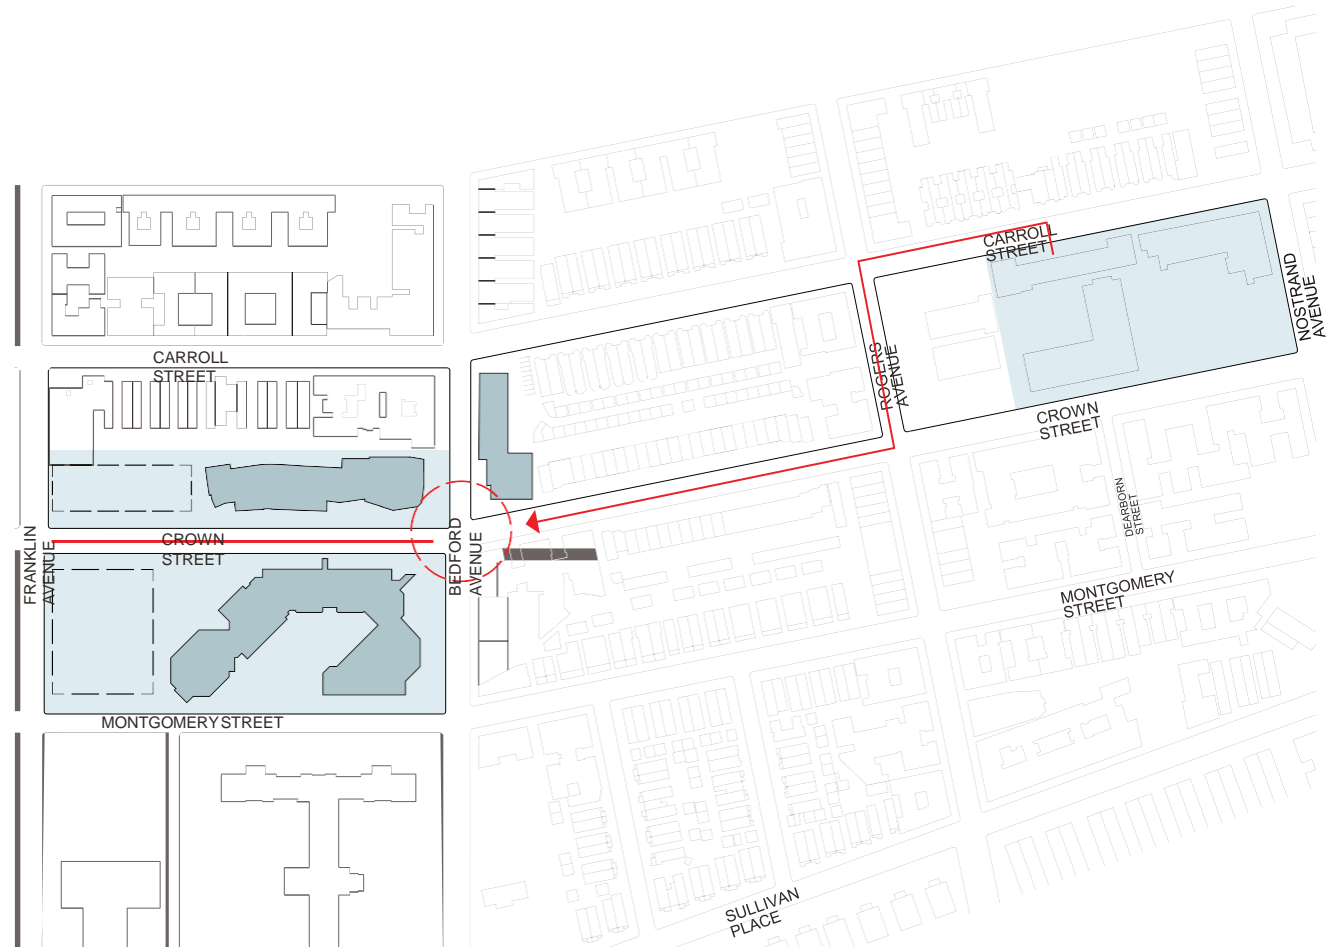 CARROLL
STREET
NOSTRAND
AVENUE
CARROLL
STREET
ROGERS
AVENUE
CROWN
STREET
DEARBORN
STREET
FRANKLIN
AVENUE
CROWN
STREET
BEDFORD
AVENUE
MONTGOMERY
STREET
MONTGOMERY STREET
SULLIVAN
PLACE